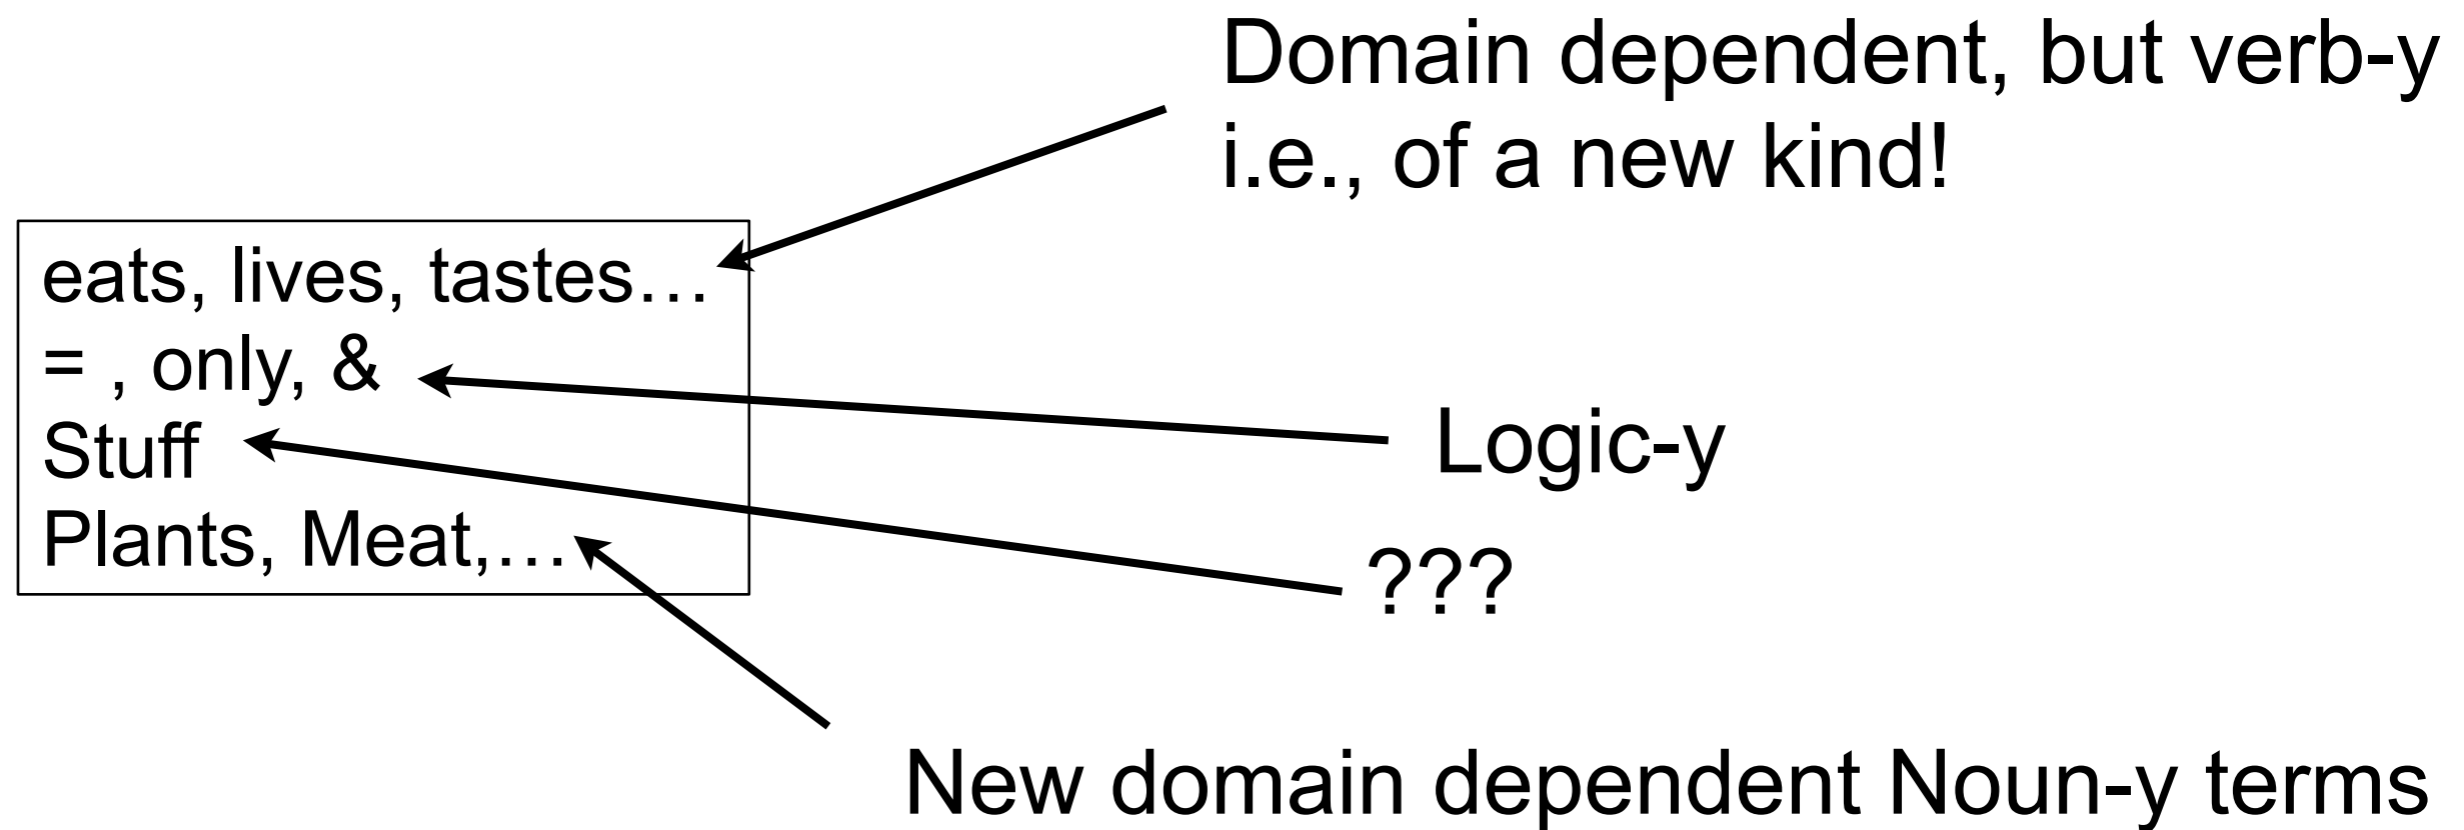 Domain dependent, but verb-y
i.e., of a new kind!
eats, lives, tastes…
= , only, &
Stuff
Plants, Meat,…
Logic-y
???
New domain dependent Noun-y terms